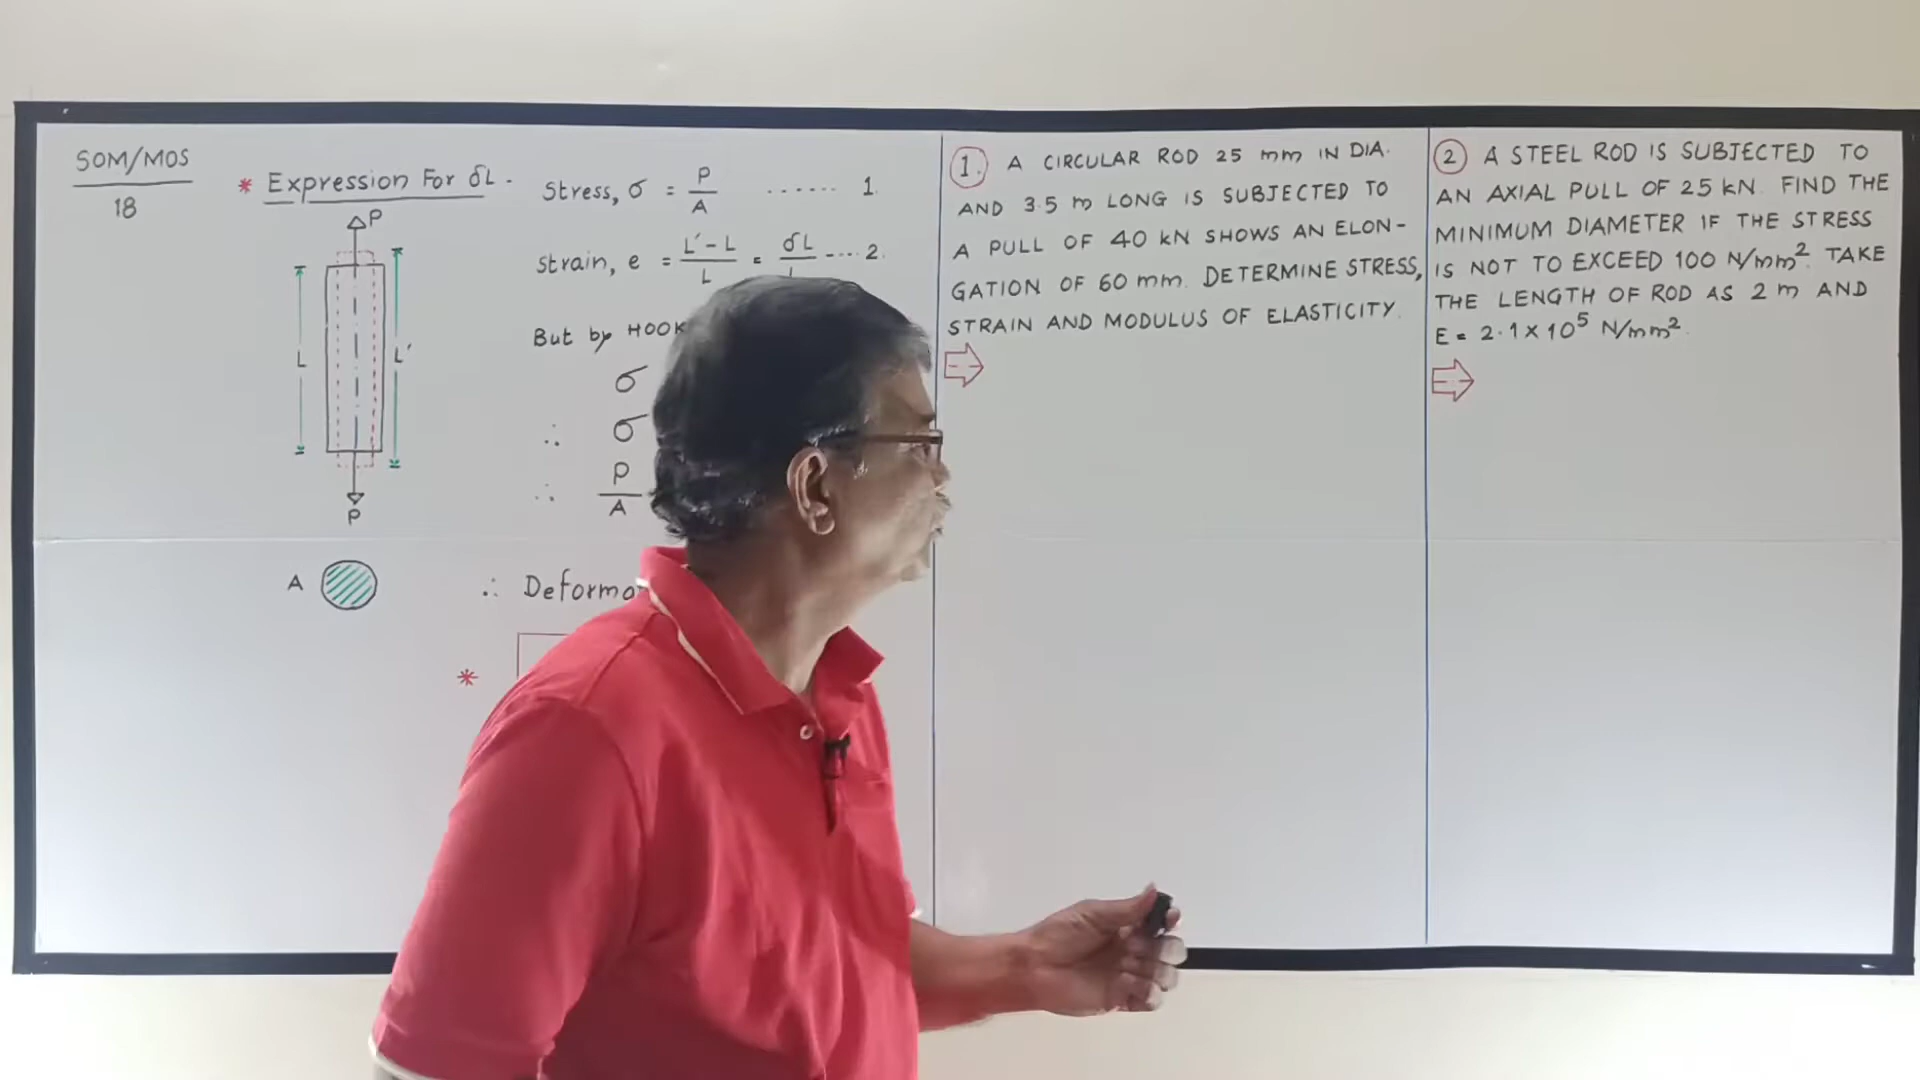 SOM/MOS
18
* Expression For δL.
P
L
L'
P
A
Stress, σ = P/A ....... 1.
Strain, e = L'-L/L = δL/L ---- 2.
But by HOOK
σ
∴ σ
∴ P/A
∴
*
1. A CIRCULAR ROD 25 mm IN DIA.
AND 3.5 m LONG IS SUBJECTED TO
A PULL OF 40 kN SHOWS AN ELON-
GATION OF 60 mm. DETERMINE STRESS,
STRAIN AND MODULUS OF ELASTICITY.
2 A STEEL ROD IS SUBJECTED TO
AN AXIAL PULL OF 25 kN. FIND THE
MINIMUM DIAMETER IF THE STRESS
IS NOT TO EXCEED 100 N/mm². TAKE
THE LENGTH OF ROD AS 2 m AND
E = 2.1 x 10⁵ N/mm².